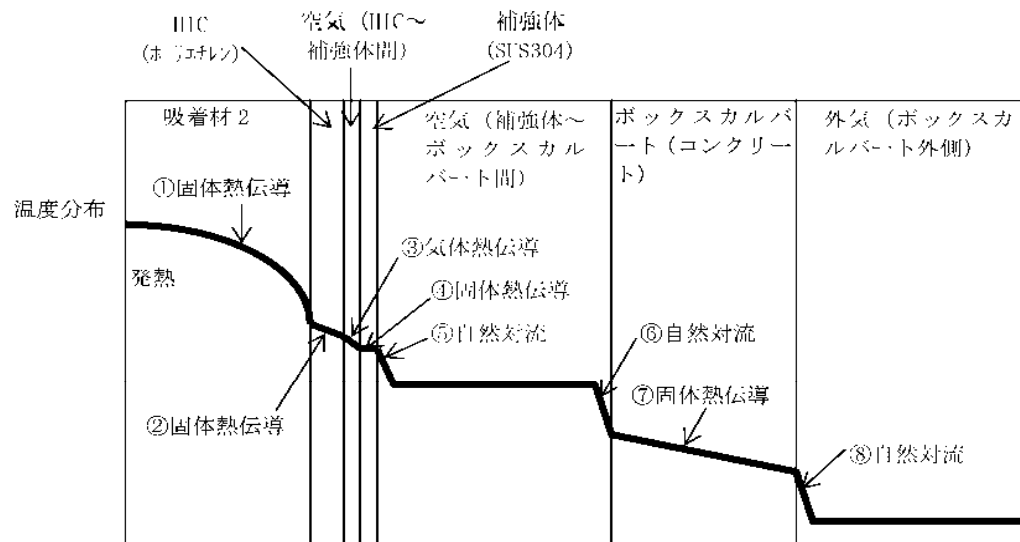 HIC
(ポリエチレン)
空気（HIC～
補強体間）
補強体
(SUS304)
吸着材２
空気（補強体～
ボックスカル
バート間）
ボックスカルバ
ート（コンクリー
ト）
外気（ボックスカ
ルバート外側）
①固体熱伝導
温度分布
発熱
③気体熱伝導
④固体熱伝導
⑤自然対流
⑥自然対流
②固体熱伝導
⑦固体熱伝導
⑧自然対流